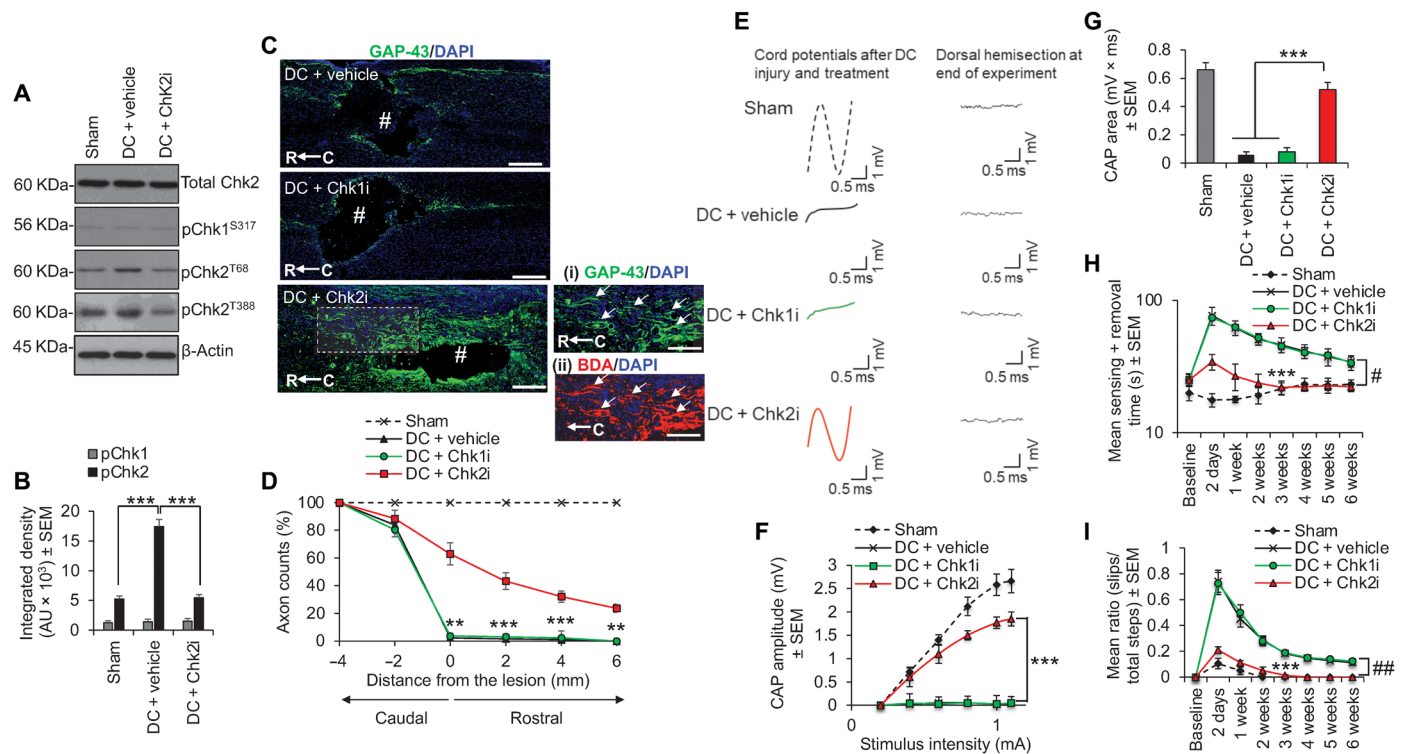 A
Sham
DC + vehicle
DC + Chk2i
60 KDa-
Total Chk2
56 KDa-
pChk1S317
60 KDa-
pChk2T68
60 KDa-
pChk2T388
45 KDa-
β-Actin
B
pChk1
pChk2
Integrated density
(AU × 103) ± SEM
20
15
10
5
0
***
***
Sham
DC + vehicle
DC + Chk2i
C
GAP-43/DAPI
DC + vehicle
#
R C
DC + Chk1i
#
R C
DC + Chk2i
#
R C
(i) GAP-43/DAPI
R C
(ii) BDA/DAPI
R C
D
Sham
DC + vehicle
DC + Chk1i
DC + Chk2i
Axon counts (%)
100
80
60
40
20
0
**
***
***
**
–4
–2
0
2
4
6
Distance from the lesion (mm)
Caudal
Rostral
E
Cord potentials after DC
injury and treatment
Dorsal hemisection at
end of experiment
Sham
0.5 ms
1 mV
0.5 ms
1 mV
DC + vehicle
0.5 ms
1 mV
0.5 ms
1 mV
DC + Chk1i
0.5 ms
1 mV
0.5 ms
1 mV
DC + Chk2i
0.5 ms
1 mV
0.5 ms
1 mV
F
Sham
DC + vehicle
DC + Chk1i
DC + Chk2i
CAP amplitude (mV)
± SEM
3
2.5
2
1.5
1
0.5
0
***
0
1
Stimulus intensity (mA)
G
CAP area (mV × ms)
± SEM
0.8
0.6
0.4
0.2
0
***
Sham
DC + vehicle
DC + Chk1i
DC + Chk2i
H
Sham
DC + vehicle
DC + Chk1i
DC + Chk2i
Mean sensing + removal
time (s) ± SEM
100
10
***
#
Baseline
2 days
1 week
2 weeks
3 weeks
4 weeks
5 weeks
6 weeks
I
Sham
DC + vehicle
DC + Chk1i
DC + Chk2i
Mean ratio (slips/
total steps) ± SEM
1
0.8
0.6
0.4
0.2
0
***
##
Baseline
2 days
1 week
2 weeks
3 weeks
4 weeks
5 weeks
6 weeks